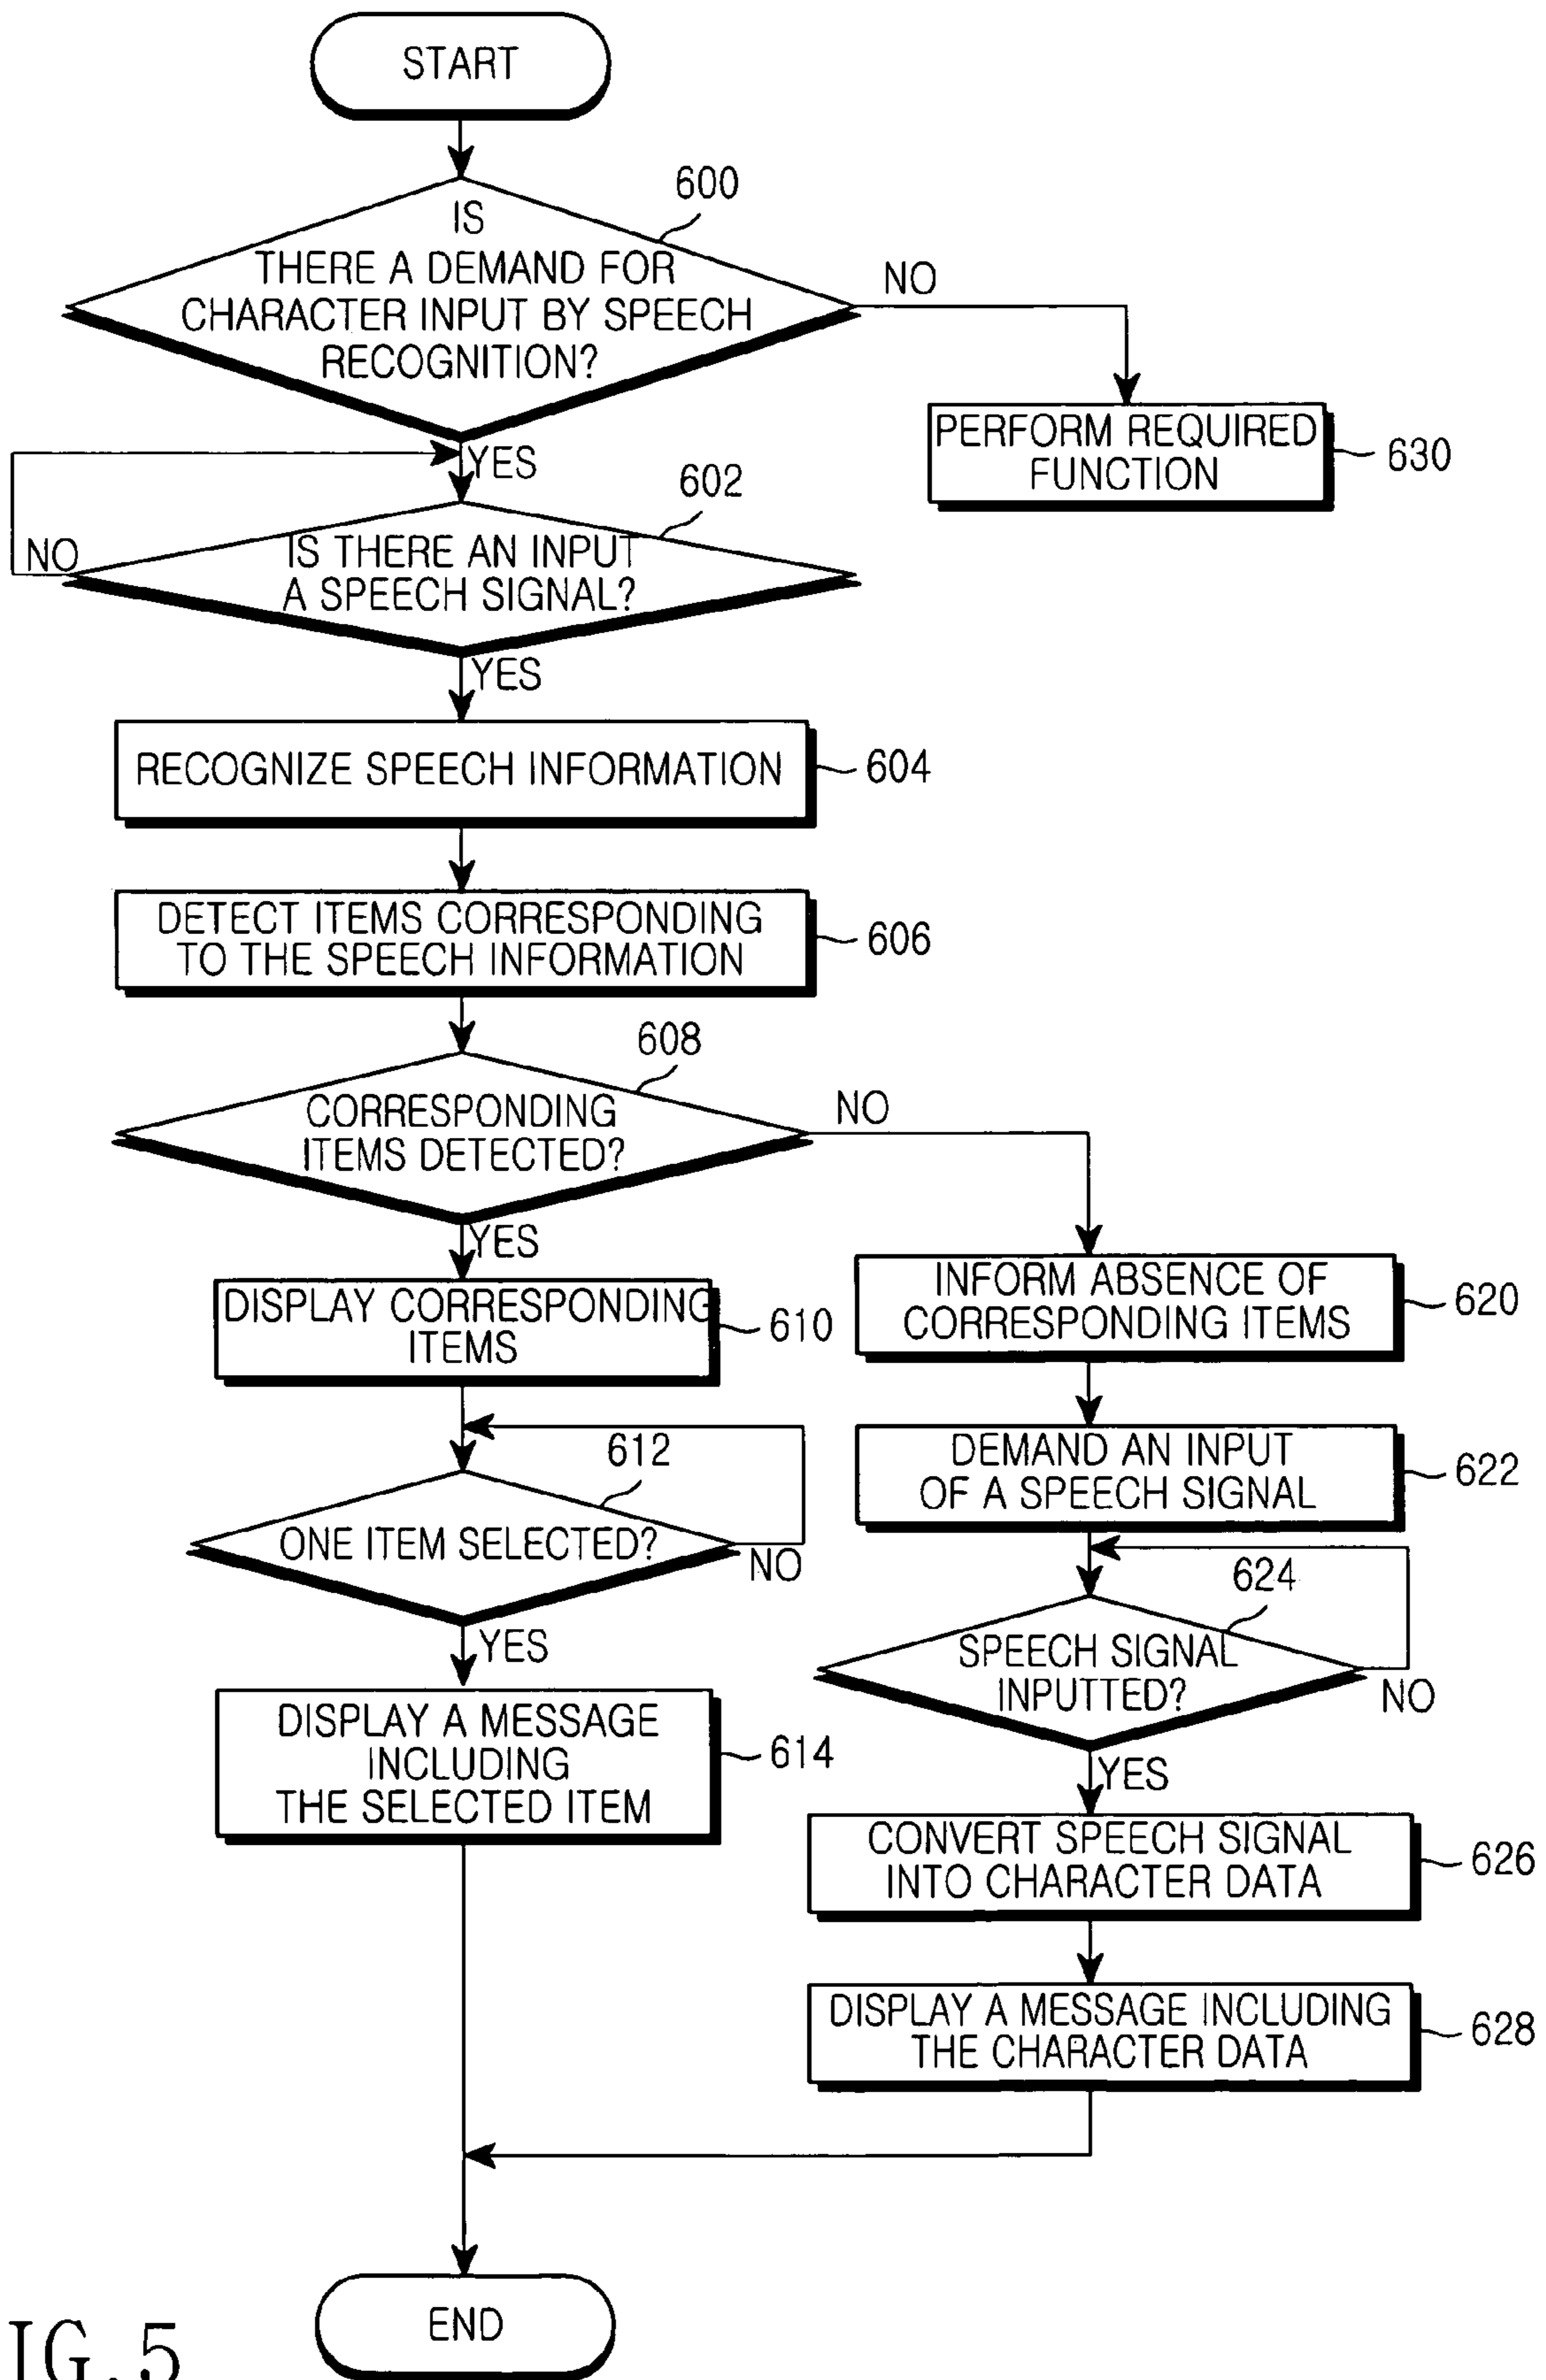 START
600
IS
THERE A DEMAND FOR
CHARACTER INPUT BY SPEECH
RECOGNITION?
NO
PERFORM REQUIRED
FUNCTION
630
YES
602
NO
IS THERE AN INPUT
A SPEECH SIGNAL?
YES
RECOGNIZE SPEECH INFORMATION
604
DETECT ITEMS CORRESPONDING
TO THE SPEECH INFORMATION
606
608
CORRESPONDING
ITEMS DETECTED?
NO
YES
DISPLAY CORRESPONDING
ITEMS
610
INFORM ABSENCE OF
CORRESPONDING ITEMS
620
612
ONE ITEM SELECTED?
NO
DEMAND AN INPUT
OF A SPEECH SIGNAL
622
YES
624
SPEECH SIGNAL
INPUTTED?
NO
DISPLAY A MESSAGE
INCLUDING
THE SELECTED ITEM
614
YES
CONVERT SPEECH SIGNAL
INTO CHARACTER DATA
626
DISPLAY A MESSAGE INCLUDING
THE CHARACTER DATA
628
END
IG.5